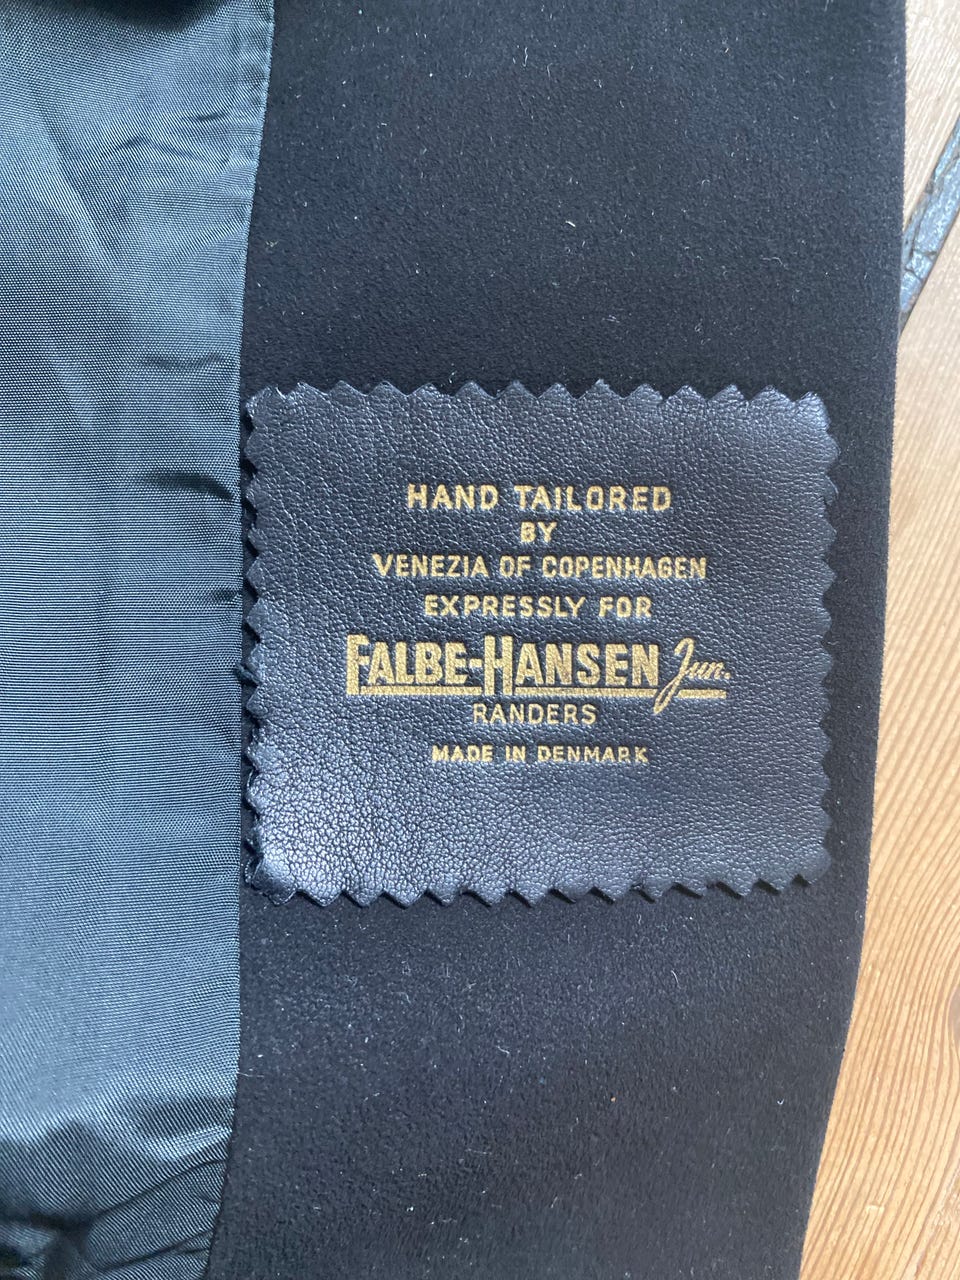 HAND TAILORED
BY
VENEZIA OF COPENHAGEN
EXPRESSLY FOR
FALBE-HANSEN Jun.
RANDERS
MADE IN DENMARK